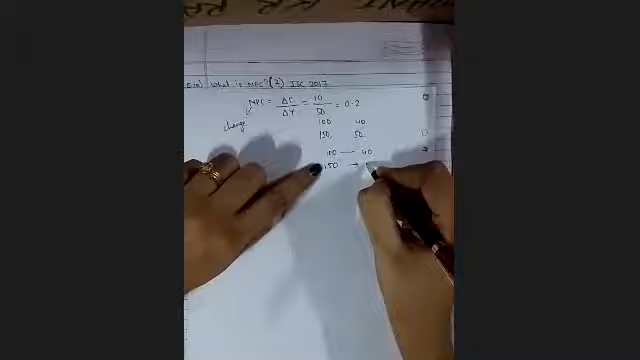 What is MPC? (2) ISC 2017
MPC = ΔC / ΔY = 10 / 50 = 0.2
change
100 40
150 50
100 — 40
150 →